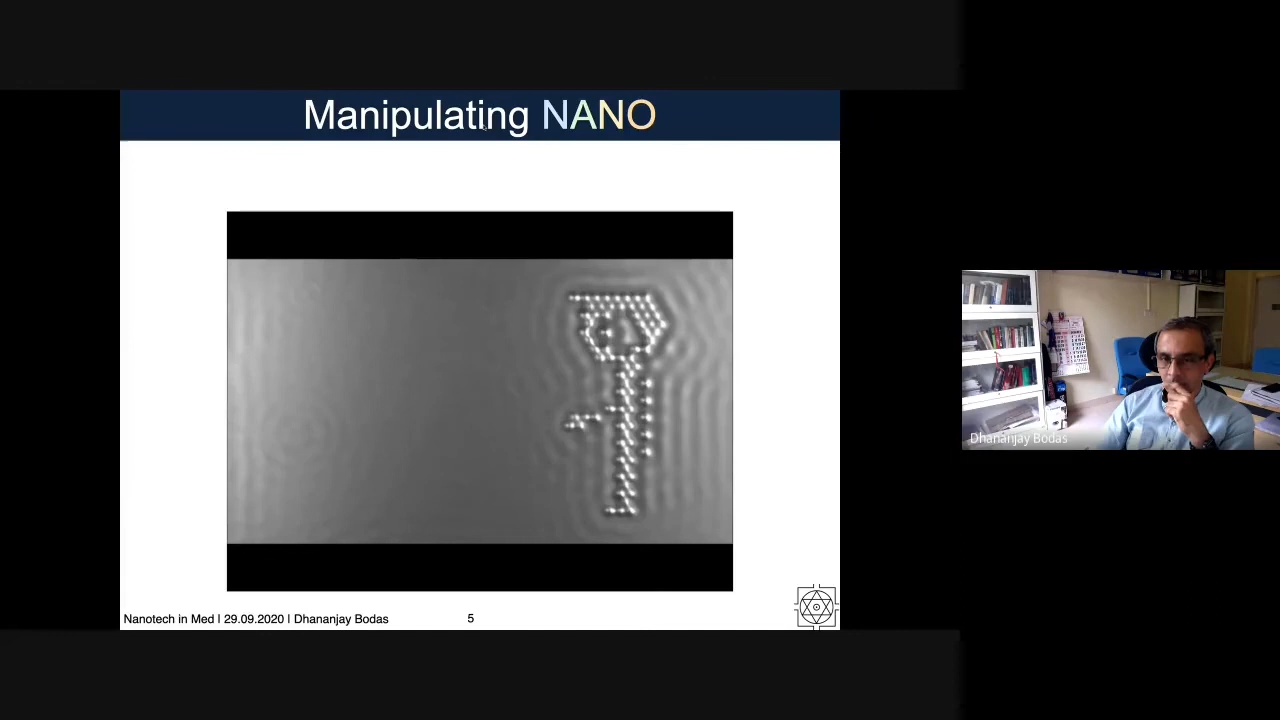 Manipulating NANO
Dhananjay Bodas
Nanotech in Med | 29.09.2020 | Dhananjay Bodas
5